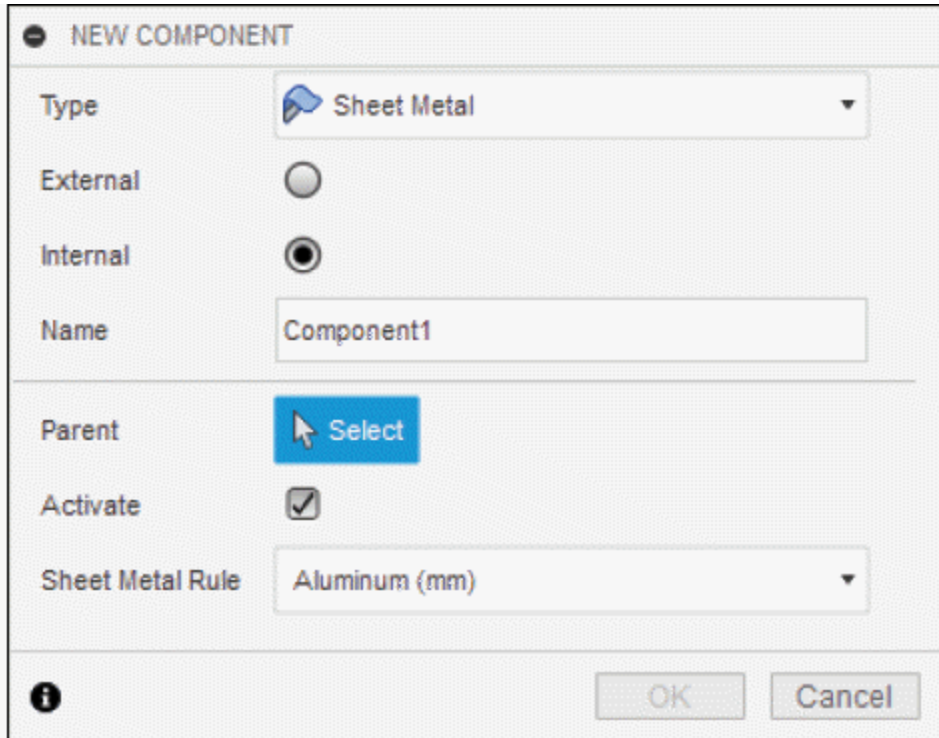 NEW COMPONENT
Type Sheet Metal
External
Internal
Name Component1
Parent Select
Activate
Sheet Metal Rule Aluminum (mm)
OK Cancel